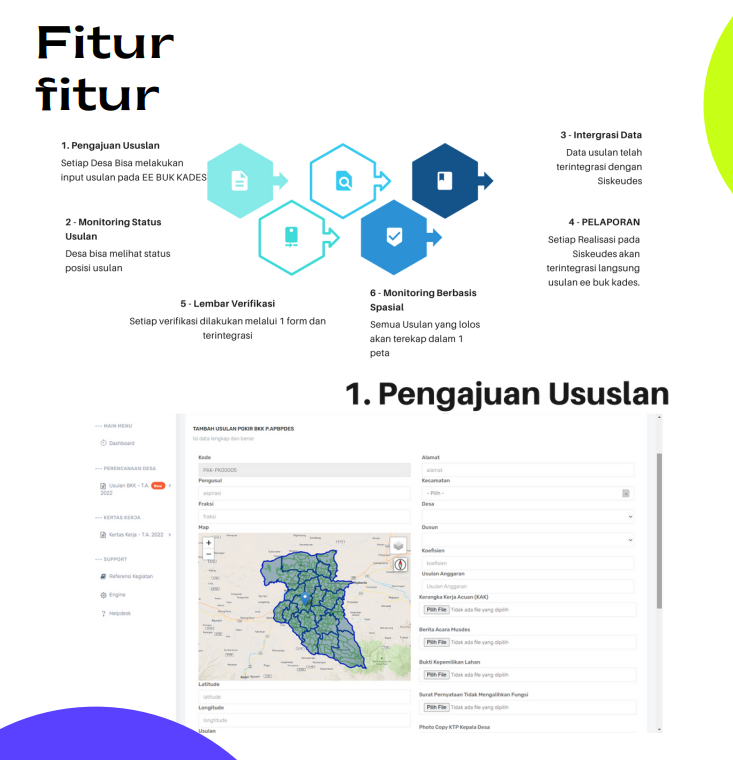 Fitur
fitur
1. Pengajuan Ususlan
Setiap Desa Bisa melakukan
input usulan pada EE BUK KADES
2 - Monitoring Status
Usulan
Desa bisa melihat status
posisi usulan
3 - Intergrasi Data
Data usulan telah
terintegrasi dengan
Siskeudes
4 - PELAPORAN
Setiap Realisasi pada
Siskeudes akan
terintegrasi langsung
usulan ee buk kades.
5 - Lembar Verifikasi
Setiap verifikasi dilakukan melalui 1 form dan
terintegrasi
6 - Monitoring Berbasis
Spasial
Semua Usulan yang lolos
akan terekap dalam 1
peta
1. Pengajuan Ususlan
--- MAIN MENU
Dashboard
--- PERENCANAAN DESA
Usulan BKK - T.A. New
2022
--- KERTAS KERJA
Kertas Kerja - T.A. 2022
--- SUPPORT
Referensi Kegiatan
Engine
Helpdesk
TAMBAH USULAN POKIR BKK P.APBPDES
Isi data lengkap dan benar
Kode
Pengusul
aspirasi
Fraksi
fraksi
Map
+
−
Latitude
latitude
Longitude
longhitude
Usulan
Alamat
alamat
Kecamatan
- Pilih -
Desa
Dusun
Koefisien
koefisien
Usulan Anggaran
Usulan Anggaran
Kerangka Kerja Acuan (KAK)
Pilih File Tidak ada file yang dipilih
Berita Acara Musdes
Pilih File Tidak ada file yang dipilih
Bukti Kepemilikan Lahan
Pilih File Tidak ada file yang dipilih
Surat Pernyataan Tidak Mengalihkan Fungsi
Pilih File Tidak ada file yang dipilih
Photo Copy KTP Kepala Desa